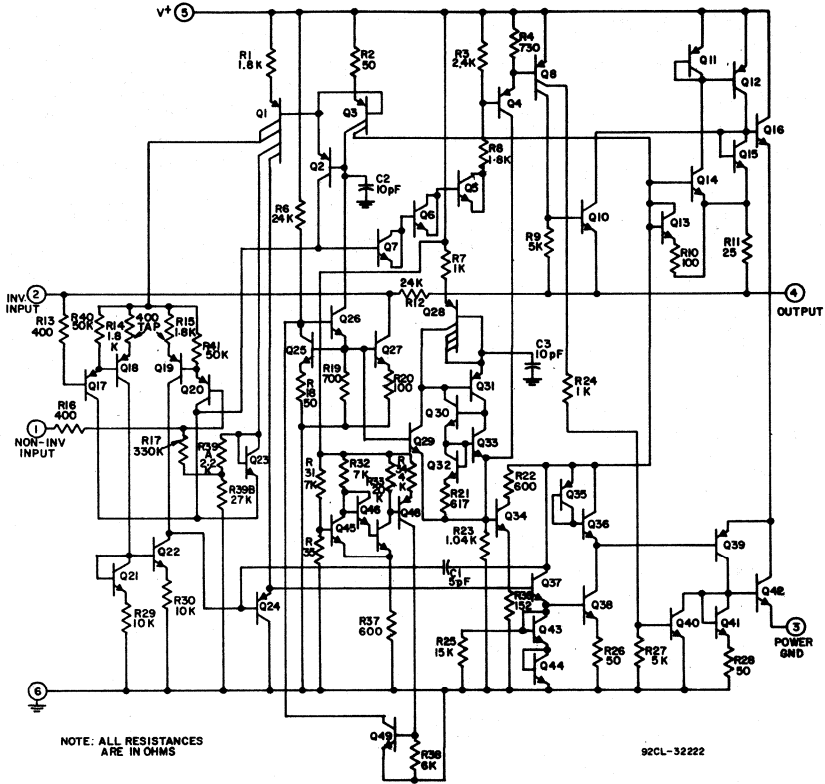 V+ 5
R1
1.8K
R2
50
R3
2.4K
R4
730
Q8
Q11
Q12
Q1
Q3
Q4
Q16
Q2
R8
1.8K
Q15
C2
10pF
Q5
Q14
R6
24K
Q6
Q10
Q13
Q7
R9
5K
R10
100
R11
25
R7
1K
2
INV.
INPUT
24K
R12
4
OUTPUT
R13
400
R40
50K
R14
1.8
K
400
TAP
R15
1.8K
R41
50K
Q28
Q26
C3
10pF
Q25
Q27
Q17
Q18
Q19
Q20
R
18
50
R19
700
R20
100
Q31
R24
1K
1
NON-INV
INPUT
R16
400
Q30
R17
330K
R39
A
2.2
K
Q23
Q29
Q33
Q32
R39B
27K
R
31
7K
R32
7K
R33
20
K
R
34
4
K
R21
617
R22
600
Q35
Q46
Q48
Q34
Q36
Q45
R23
1.04K
R
35
Q39
Q22
Q21
C1
5pF
Q37
Q42
Q24
R36
152
Q38
R29
10K
R30
10K
R37
600
R25
15K
Q43
R27
5K
Q40
Q41
3
POWER
GND
Q44
R26
50
R28
50
6
Q49
R38
6K
NOTE: ALL RESISTANCES
ARE IN OHMS
92CL-32222